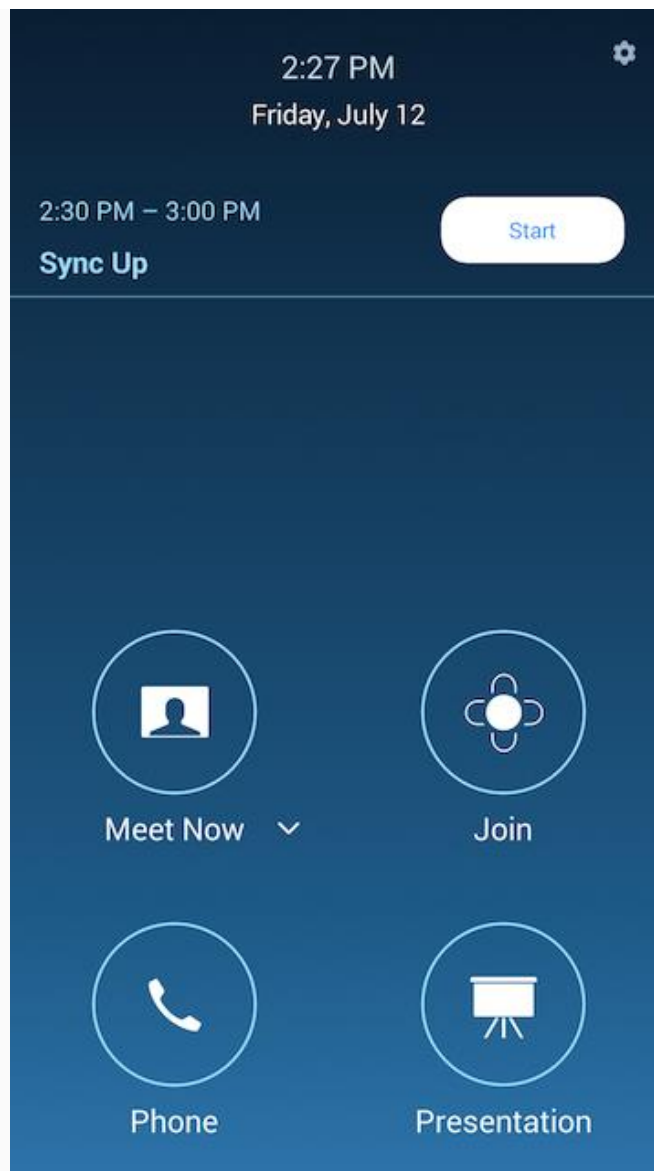 2:27 PM
Friday, July 12
2:30 PM – 3:00 PM
Start
Sync Up
Meet Now
Join
Phone
Presentation